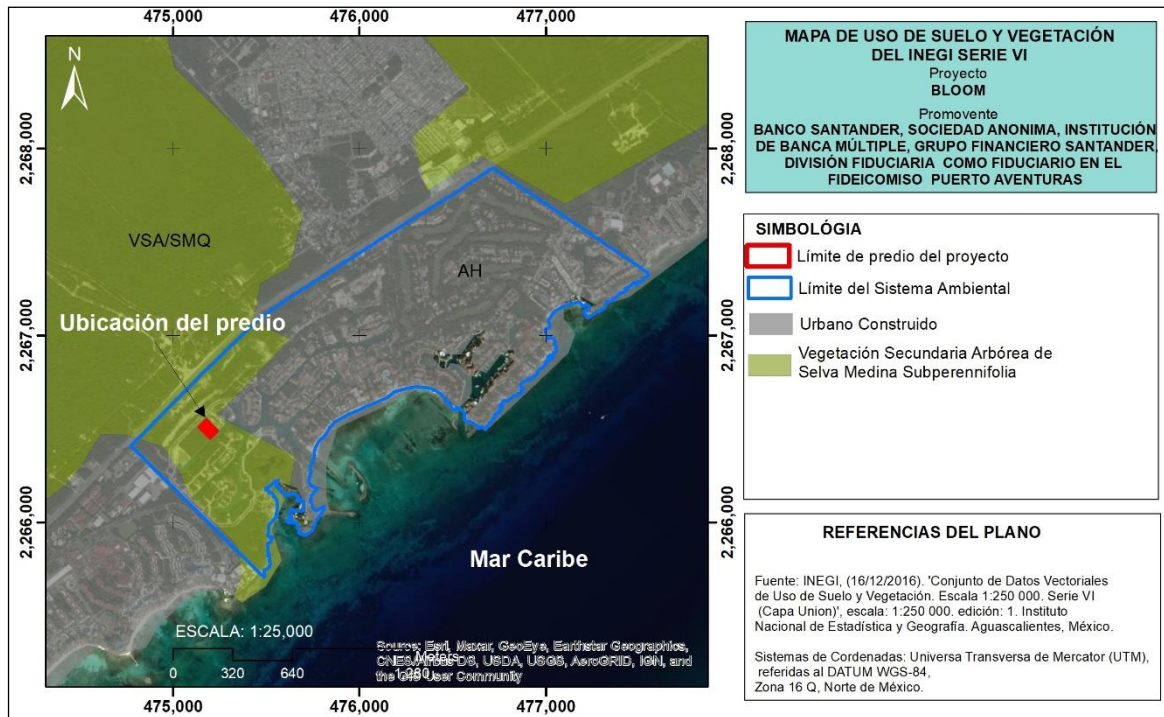 475,000 476,000 477,000
N
2,268,000 2,268,000
VSA/SMQ
AH
Ubicación del predio
2,267,000 2,267,000
2,266,000 2,266,000
Mar Caribe
ESCALA: 1:25,000
Meters
0 320 640 1,280
Source: Esri, Maxar, GeoEye, Earthstar Geographics,
CNES/Airbus DS, USDA, USGS, AeroGRID, IGN, and
the GIS User Community
475,000 476,000 477,000
MAPA DE USO DE SUELO Y VEGETACIÓN
DEL INEGI SERIE VI
Proyecto
BLOOM
Promovente
BANCO SANTANDER, SOCIEDAD ANONIMA, INSTITUCIÓN
DE BANCA MÚLTIPLE, GRUPO FINANCIERO SANTANDER,
DIVISIÓN FIDUCIARIA COMO FIDUCIARIO EN EL
FIDEICOMISO PUERTO AVENTURAS
SIMBOLÓGIA
Límite de predio del proyecto
Límite del Sistema Ambiental
Urbano Construido
Vegetación Secundaria Arbórea de
Selva Medina Subperennifolia
REFERENCIAS DEL PLANO
Fuente: INEGI, (16/12/2016). 'Conjunto de Datos Vectoriales
de Uso de Suelo y Vegetación. Escala 1:250 000. Serie VI
(Capa Union)', escala: 1:250 000. edición: 1. Instituto
Nacional de Estadística y Geografía. Aguascalientes, México.
Sistemas de Cordenadas: Universa Transversa de Mercator (UTM),
referidas al DATUM WGS-84,
Zona 16 Q, Norte de México.